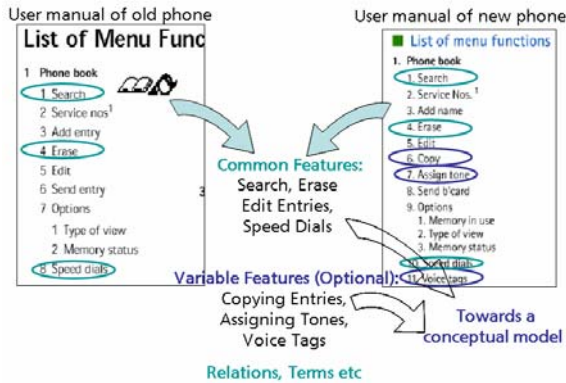 User manual of old phone
List of Menu Func
1 Phone book
1 Search
2 Service nos¹
3 Add entry
4 Erase
5 Edit
6 Send entry
3
7 Options
1 Type of view
2 Memory status
8 Speed dials
User manual of new phone
List of menu functions
1. Phone book
1. Search
2. Service Nos. ¹
3. Add name
4. Erase
5. Edit
6. Copy
7. Assign tone
8. Send b'card
9. Options
1. Memory in use
2. Type of view
3. Memory status
10. Speed dials
11. Voice tags
Common Features:
Search, Erase
Edit Entries,
Speed Dials
Variable Features (Optional):
Copying Entries,
Assigning Tones,
Voice Tags
Towards a
conceptual model
Relations, Terms etc